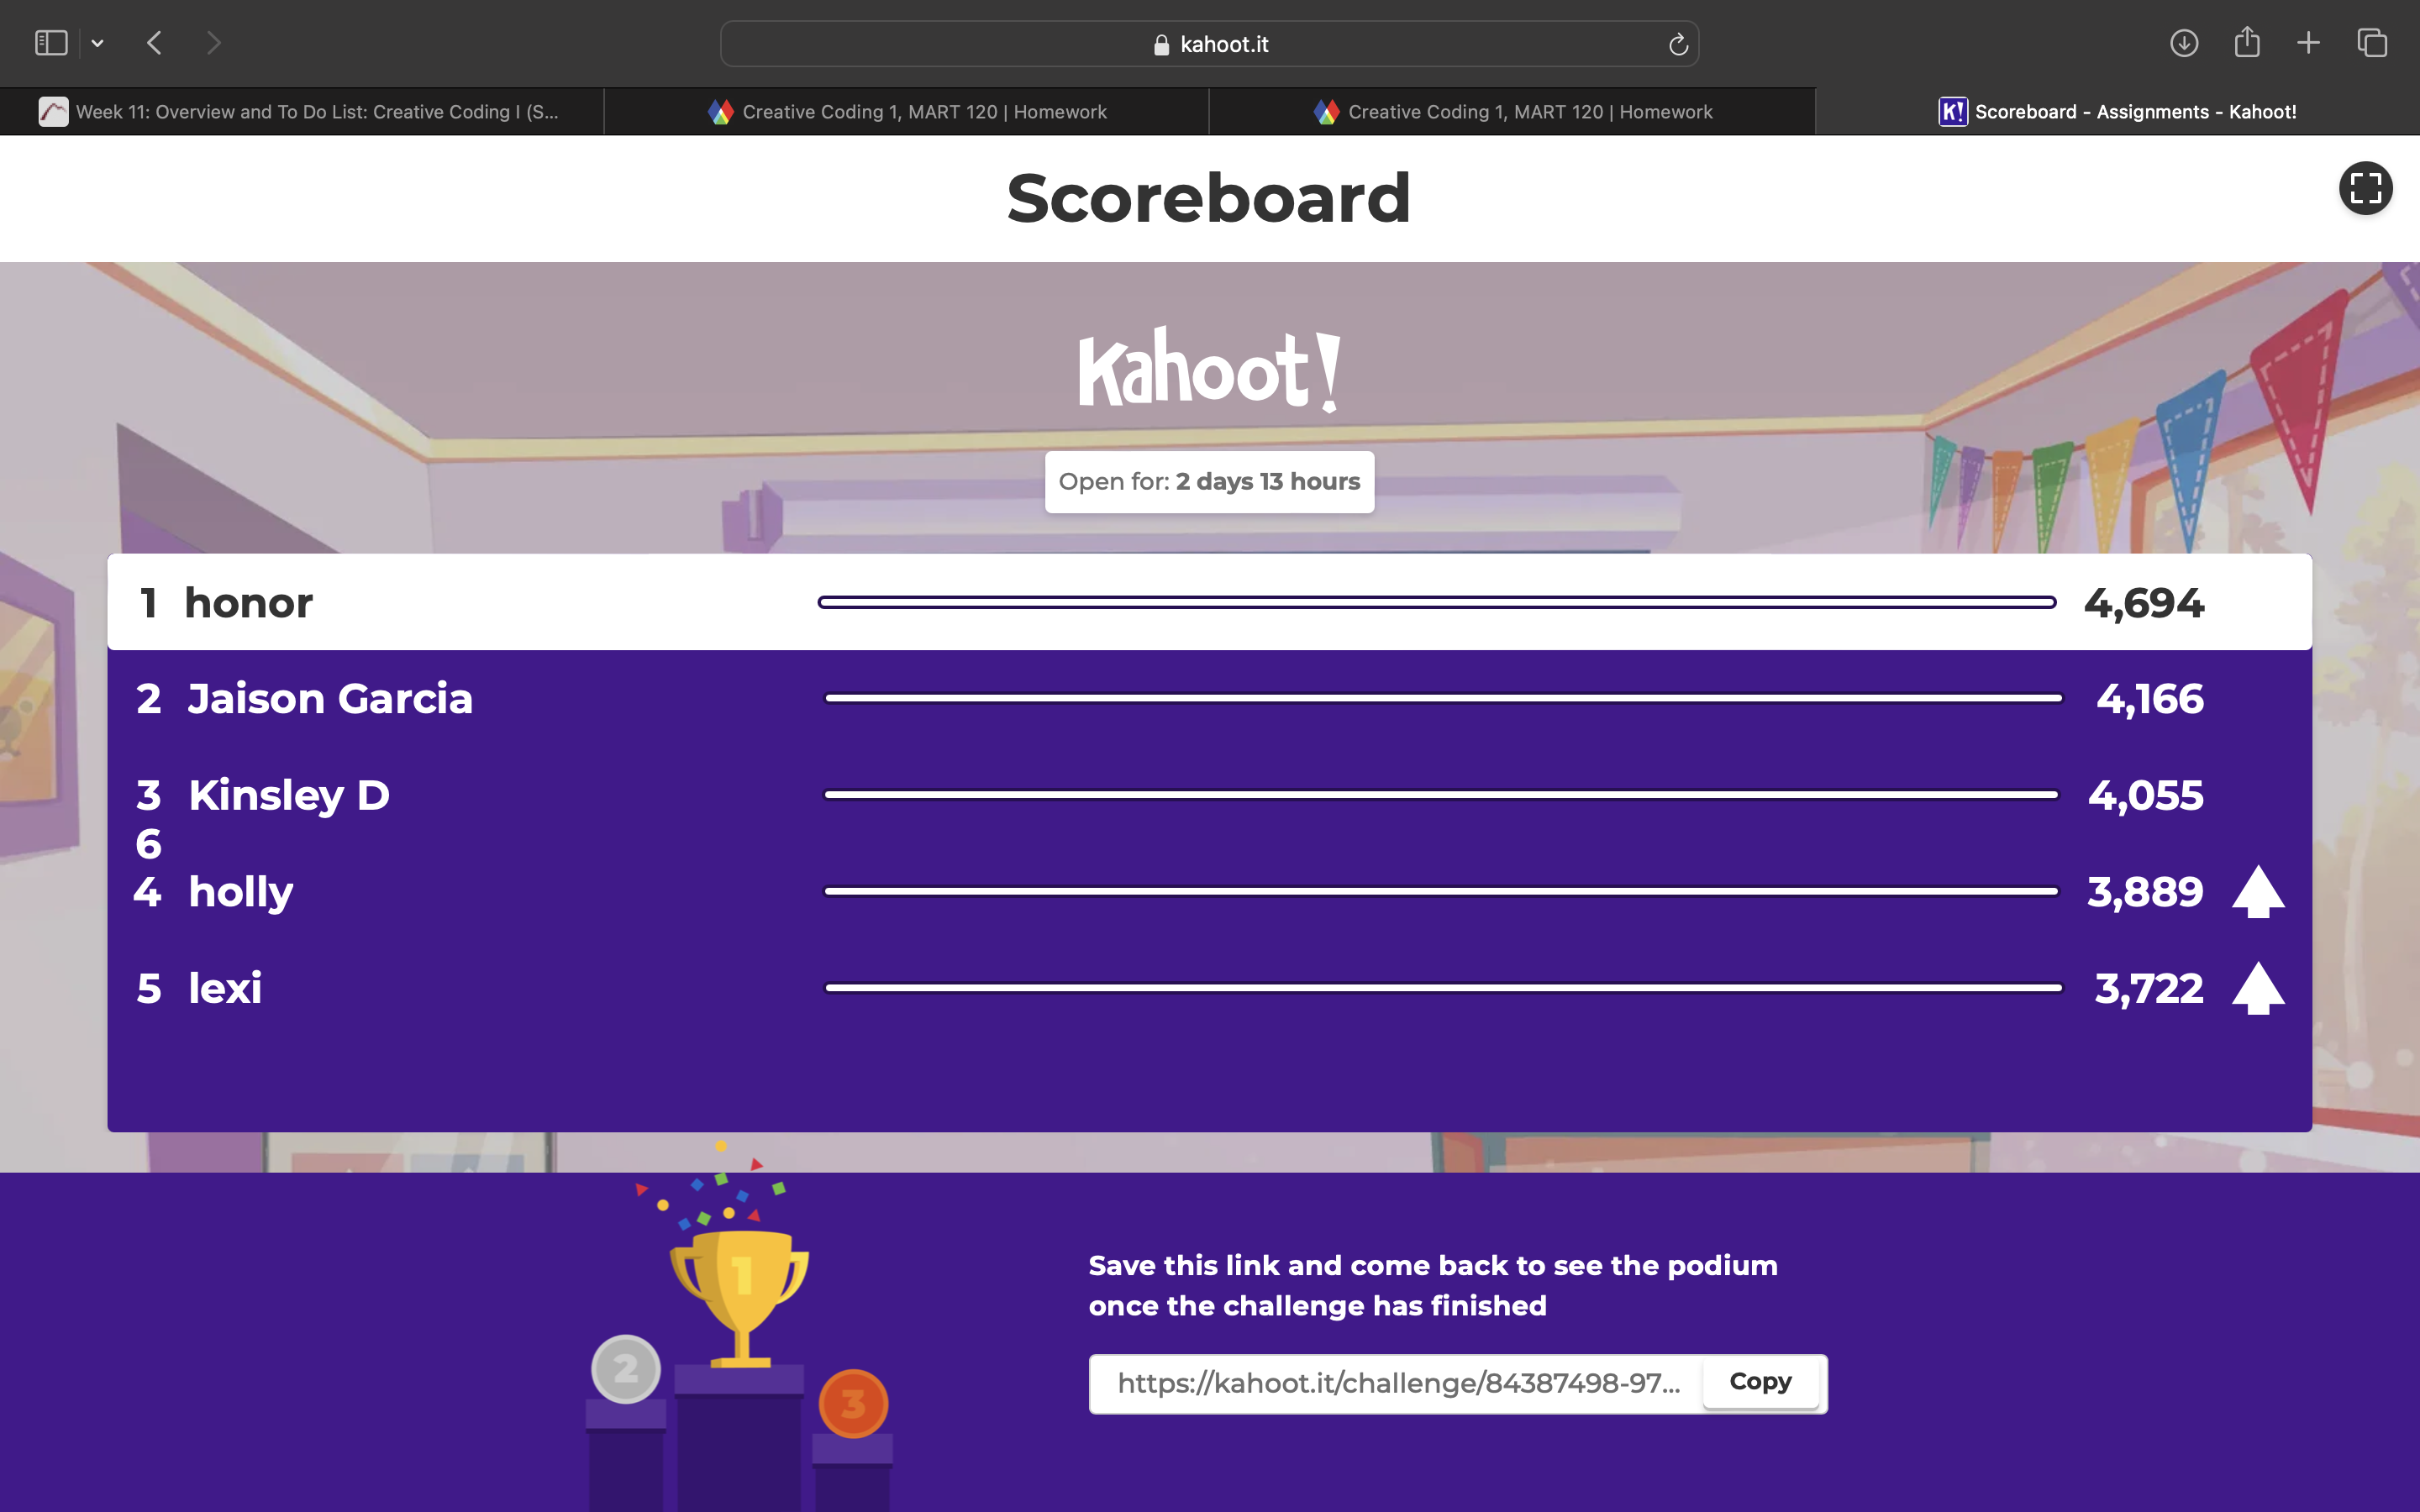 kahoot.it
Week 11: Overview and To Do List: Creative Coding I (S...
Creative Coding 1, MART 120 | Homework
Creative Coding 1, MART 120 | Homework
K!
Scoreboard - Assignments - Kahoot!
Scoreboard
Kahoot!
Open for: 2 days 13 hours
1 honor 4,694
2 Jaison Garcia 4,166
3 Kinsley D 4,055
6
4 holly 3,889
5 lexi 3,722
1
2
3
Save this link and come back to see the podium
once the challenge has finished
https://kahoot.it/challenge/84387498-97... Copy